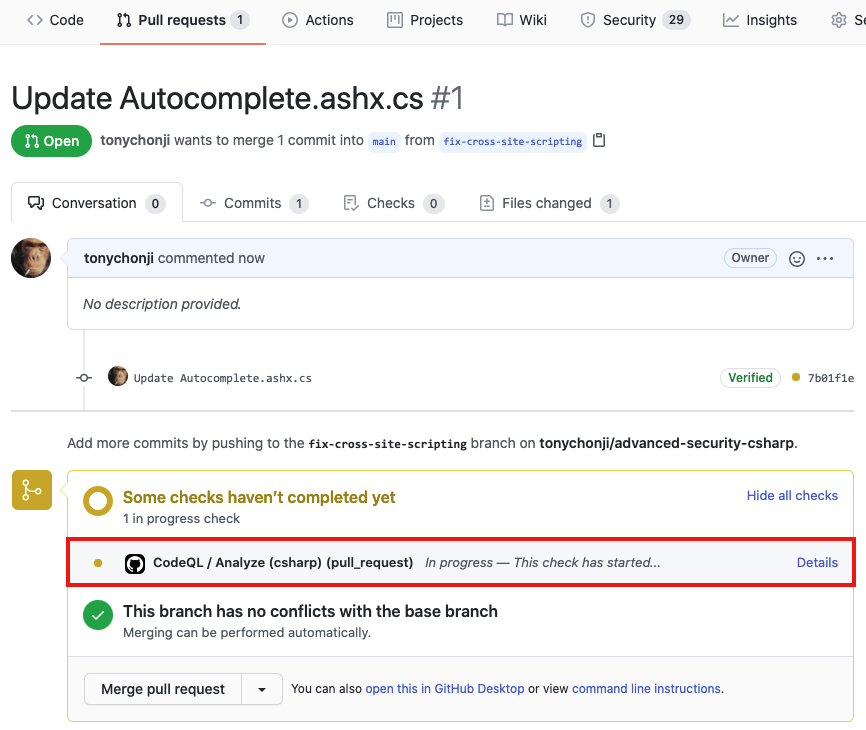 Code Pull requests 1 Actions Projects Wiki Security 29 Insights
Update Autocomplete.ashx.cs #1
Open tonychonji wants to merge 1 commit into main from fix-cross-site-scripting
Conversation 0 Commits 1 Checks 0 Files changed 1
tonychonji commented now Owner
No description provided.
Update Autocomplete.ashx.cs Verified 7b01f1e
Add more commits by pushing to the fix-cross-site-scripting branch on tonychonji/advanced-security-csharp.
Some checks haven't completed yet Hide all checks
1 in progress check
CodeQL / Analyze (csharp) (pull_request) In progress — This check has started... Details
This branch has no conflicts with the base branch
Merging can be performed automatically.
Merge pull request You can also open this in GitHub Desktop or view command line instructions.